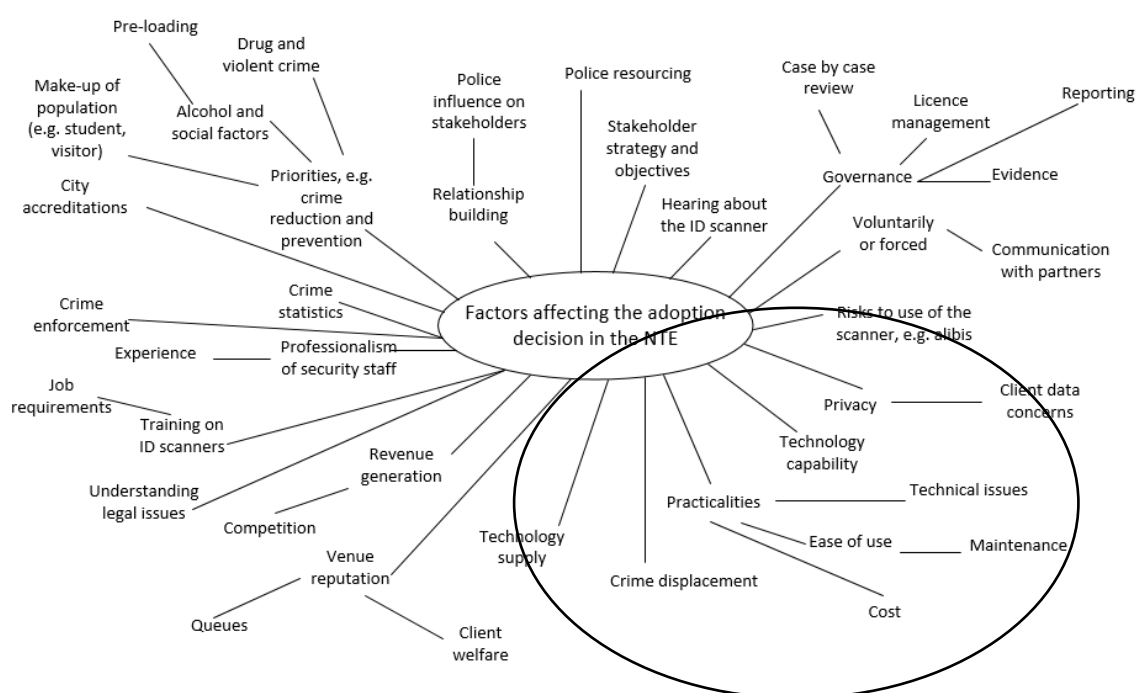 Pre-loading
Drug and
violent crime
Make-up of
population
(e.g. student,
visitor)
Alcohol and
social factors
Police
influence on
stakeholders
Police resourcing
Stakeholder
strategy and
objectives
Case by case
review
Licence
management
Reporting
City
accreditations
Priorities, e.g.
crime
reduction and
prevention
Relationship
building
Hearing about
the ID scanner
Governance
Evidence
Voluntarily
or forced
Communication
with partners
Crime
enforcement
Crime
statistics
Factors affecting the adoption
decision in the NTE
Risks to use of the
scanner, e.g. alibis
Experience
Professionalism
of security staff
Job
requirements
Training on
ID scanners
Privacy
Client data
concerns
Revenue
generation
Technology
capability
Understanding
legal issues
Competition
Practicalities
Technical issues
Technology
supply
Ease of use
Maintenance
Venue
reputation
Crime displacement
Cost
Queues
Client
welfare